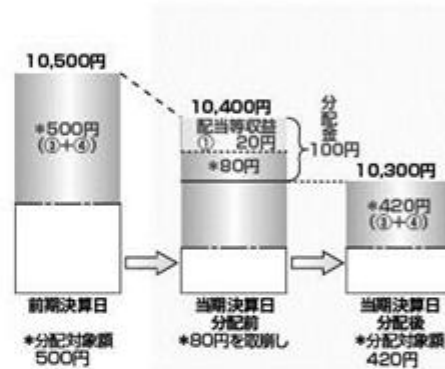 10,500円
*500円
(③+④)
前期決算日
*分配対象額
500円
10,400円
配当等収益
① 20円
*80円
分配金
100円
当期決算日
分配前
*80円を取崩し
10,300円
*420円
(③+④)
当期決算日
分配後
*分配対象額
420円